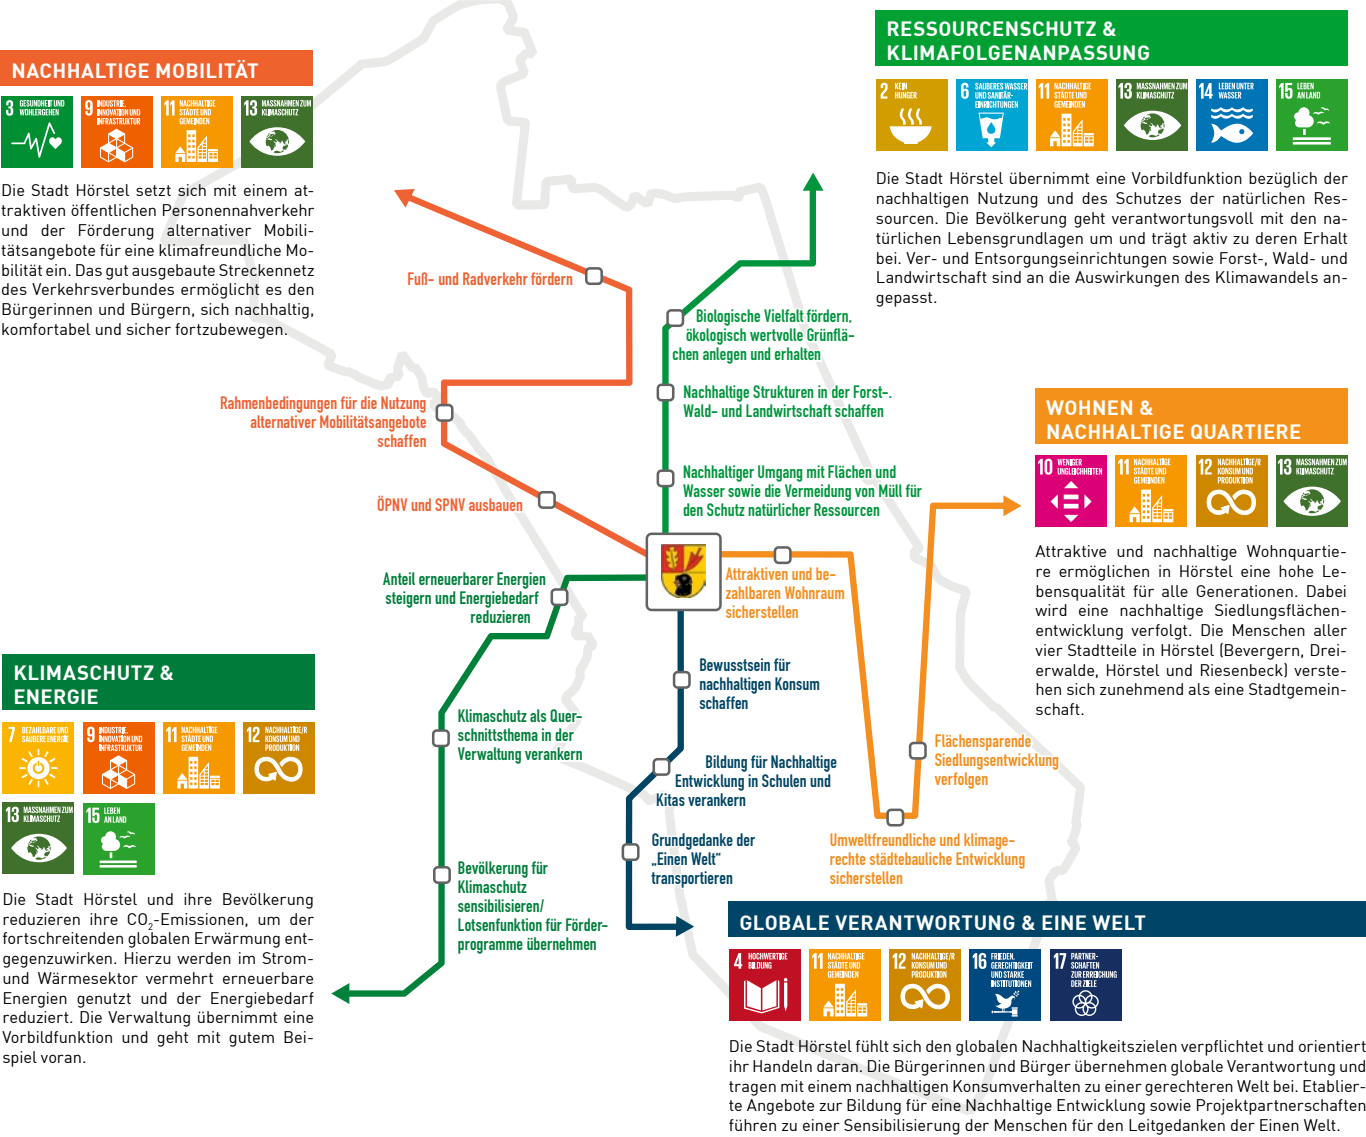 NACHHALTIGE MOBILITÄT
3 GESUNDHEIT UND
WOHLERGEHEN
9 INDUSTRIE,
INNOVATION UND
INFRASTRUKTUR
11 NACHHALTIGE
STÄDTE UND
GEMEINDEN
13 MASSNAHMEN ZUM
KLIMASCHUTZ
Die Stadt Hörstel setzt sich mit einem at-
traktiven öffentlichen Personennahverkehr
und der Förderung alternativer Mobili-
tätsangebote für eine klimafreundliche Mo-
bilität ein. Das gut ausgebaute Streckennetz
des Verkehrsverbundes ermöglicht es den
Bürgerinnen und Bürgern, sich nachhaltig,
komfortabel und sicher fortzubewegen.
RESSOURCENSCHUTZ &
KLIMAFOLGENANPASSUNG
2 KEIN
HUNGER
6 SAUBERES WASSER
UND SANITÄR-
EINRICHTUNGEN
11 NACHHALTIGE
STÄDTE UND
GEMEINDEN
13 MASSNAHMEN ZUM
KLIMASCHUTZ
14 LEBEN UNTER
WASSER
15 LEBEN
AN LAND
Die Stadt Hörstel übernimmt eine Vorbildfunktion bezüglich der
nachhaltigen Nutzung und des Schutzes der natürlichen Res-
sourcen. Die Bevölkerung geht verantwortungsvoll mit den na-
türlichen Lebensgrundlagen um und trägt aktiv zu deren Erhalt
bei. Ver- und Entsorgungseinrichtungen sowie Forst-, Wald- und
Landwirtschaft sind an die Auswirkungen des Klimawandels an-
gepasst.
Fuß- und Radverkehr fördern
Rahmenbedingungen für die Nutzung
alternativer Mobilitätsangebote
schaffen
ÖPNV und SPNV ausbauen
Biologische Vielfalt fördern,
ökologisch wertvolle Grünflä-
chen anlegen und erhalten
Nachhaltige Strukturen in der Forst-.
Wald- und Landwirtschaft schaffen
Nachhaltiger Umgang mit Flächen und
Wasser sowie die Vermeidung von Müll für
den Schutz natürlicher Ressourcen
WOHNEN &
NACHHALTIGE QUARTIERE
10 WENIGER
UNGLEICHHEITEN
11 NACHHALTIGE
STÄDTE UND
GEMEINDEN
12 NACHHALTIGE/R
KONSUM UND
PRODUKTION
13 MASSNAHMEN ZUM
KLIMASCHUTZ
Attraktive und nachhaltige Wohnquartie-
re ermöglichen in Hörstel eine hohe Le-
bensqualität für alle Generationen. Dabei
wird eine nachhaltige Siedlungsflächen-
entwicklung verfolgt. Die Menschen aller
vier Stadtteile in Hörstel (Bevergern, Drei-
erwalde, Hörstel und Riesenbeck) verste-
hen sich zunehmend als eine Stadtgemein-
schaft.
Attraktiven und be-
zahlbaren Wohnraum
sicherstellen
Flächensparende
Siedlungsentwicklung
verfolgen
Umweltfreundliche und klimage-
rechte städtebauliche Entwicklung
sicherstellen
Anteil erneuerbarer Energien
steigern und Energiebedarf
reduzieren
Klimaschutz als Quer-
schnittsthema in der
Verwaltung verankern
Bevölkerung für
Klimaschutz
sensibilisieren/
Lotsenfunktion für Förder-
programme übernehmen
Bewusstsein für
nachhaltigen Konsum
schaffen
Bildung für Nachhaltige
Entwicklung in Schulen und
Kitas verankern
Grundgedanke der
„Einen Welt“
transportieren
KLIMASCHUTZ &
ENERGIE
7 BEZAHLBARE UND
SAUBERE ENERGIE
9 INDUSTRIE,
INNOVATION UND
INFRASTRUKTUR
11 NACHHALTIGE
STÄDTE UND
GEMEINDEN
12 NACHHALTIGE/R
KONSUM UND
PRODUKTION
13 MASSNAHMEN ZUM
KLIMASCHUTZ
15 LEBEN
AN LAND
Die Stadt Hörstel und ihre Bevölkerung
reduzieren ihre CO₂-Emissionen, um der
fortschreitenden globalen Erwärmung ent-
gegenzuwirken. Hierzu werden im Strom-
und Wärmesektor vermehrt erneuerbare
Energien genutzt und der Energiebedarf
reduziert. Die Verwaltung übernimmt eine
Vorbildfunktion und geht mit gutem Bei-
spiel voran.
GLOBALE VERANTWORTUNG & EINE WELT
4 HOCHWERTIGE
BILDUNG
11 NACHHALTIGE
STÄDTE UND
GEMEINDEN
12 NACHHALTIGE/R
KONSUM UND
PRODUKTION
16 FRIEDEN,
GERECHTIGKEIT
UND STARKE
INSTITUTIONEN
17 PARTNER-
SCHAFTEN
ZUR ERREICHUNG
DER ZIELE
Die Stadt Hörstel fühlt sich den globalen Nachhaltigkeitszielen verpflichtet und orientiert
ihr Handeln daran. Die Bürgerinnen und Bürger übernehmen globale Verantwortung und
tragen mit einem nachhaltigen Konsumverhalten zu einer gerechteren Welt bei. Etablier-
te Angebote zur Bildung für eine Nachhaltige Entwicklung sowie Projektpartnerschaften
führen zu einer Sensibilisierung der Menschen für den Leitgedanken der Einen Welt.